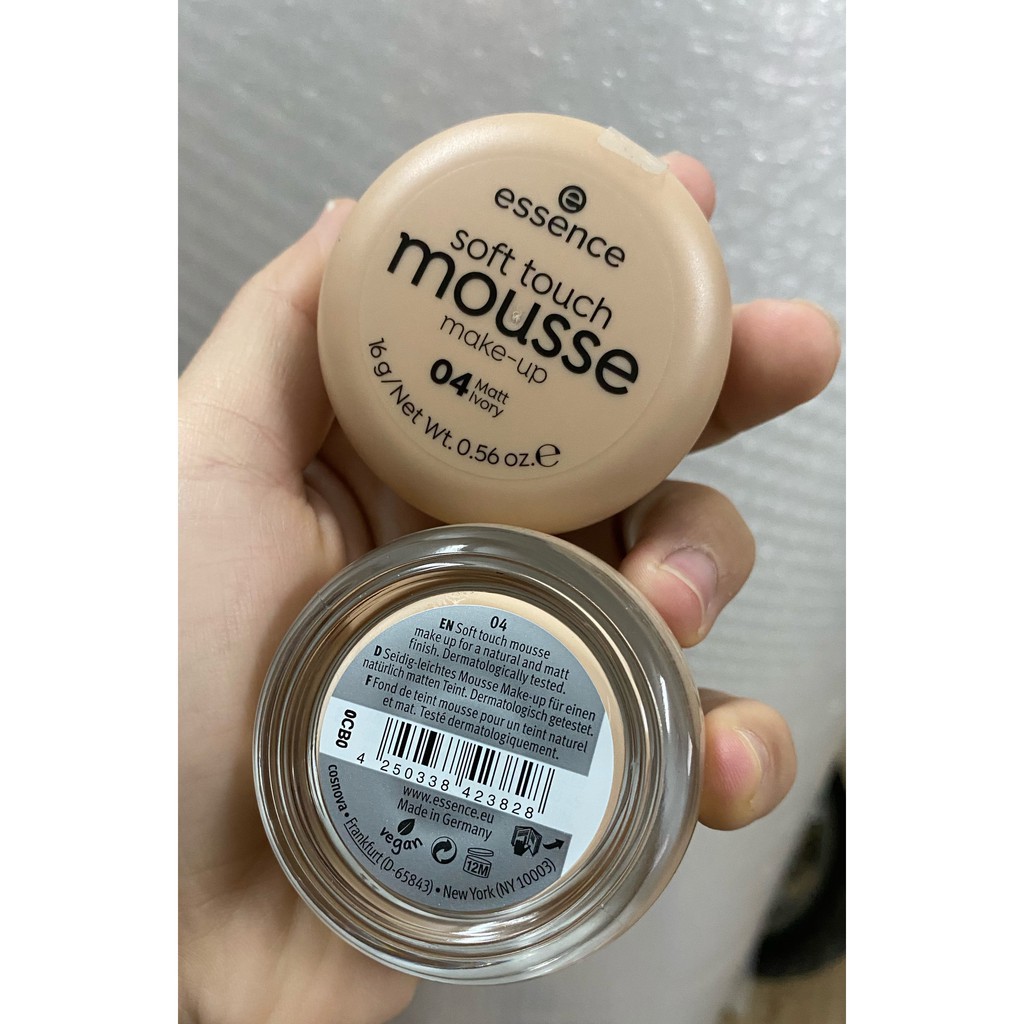 essence
soft touch
mousse
make-up
04 Matt Ivory
16 g/Net Wt. 0.56 oz.℮
04
EN Soft touch mousse
make up for a natural and matt
finish. Dermatologically tested.
D Seidig-leichtes Mousse Make-up für einen
natürlich matten Teint. Dermatologisch getestet.
F Fond de teint mousse pour un teint naturel
et mat. Testé dermatologiquement.
0CB0
4 250338 423828
www.essence.eu
Made in Germany
vegan
12M
cosnova • Frankfurt (D-65843) • New York (NY 10003)